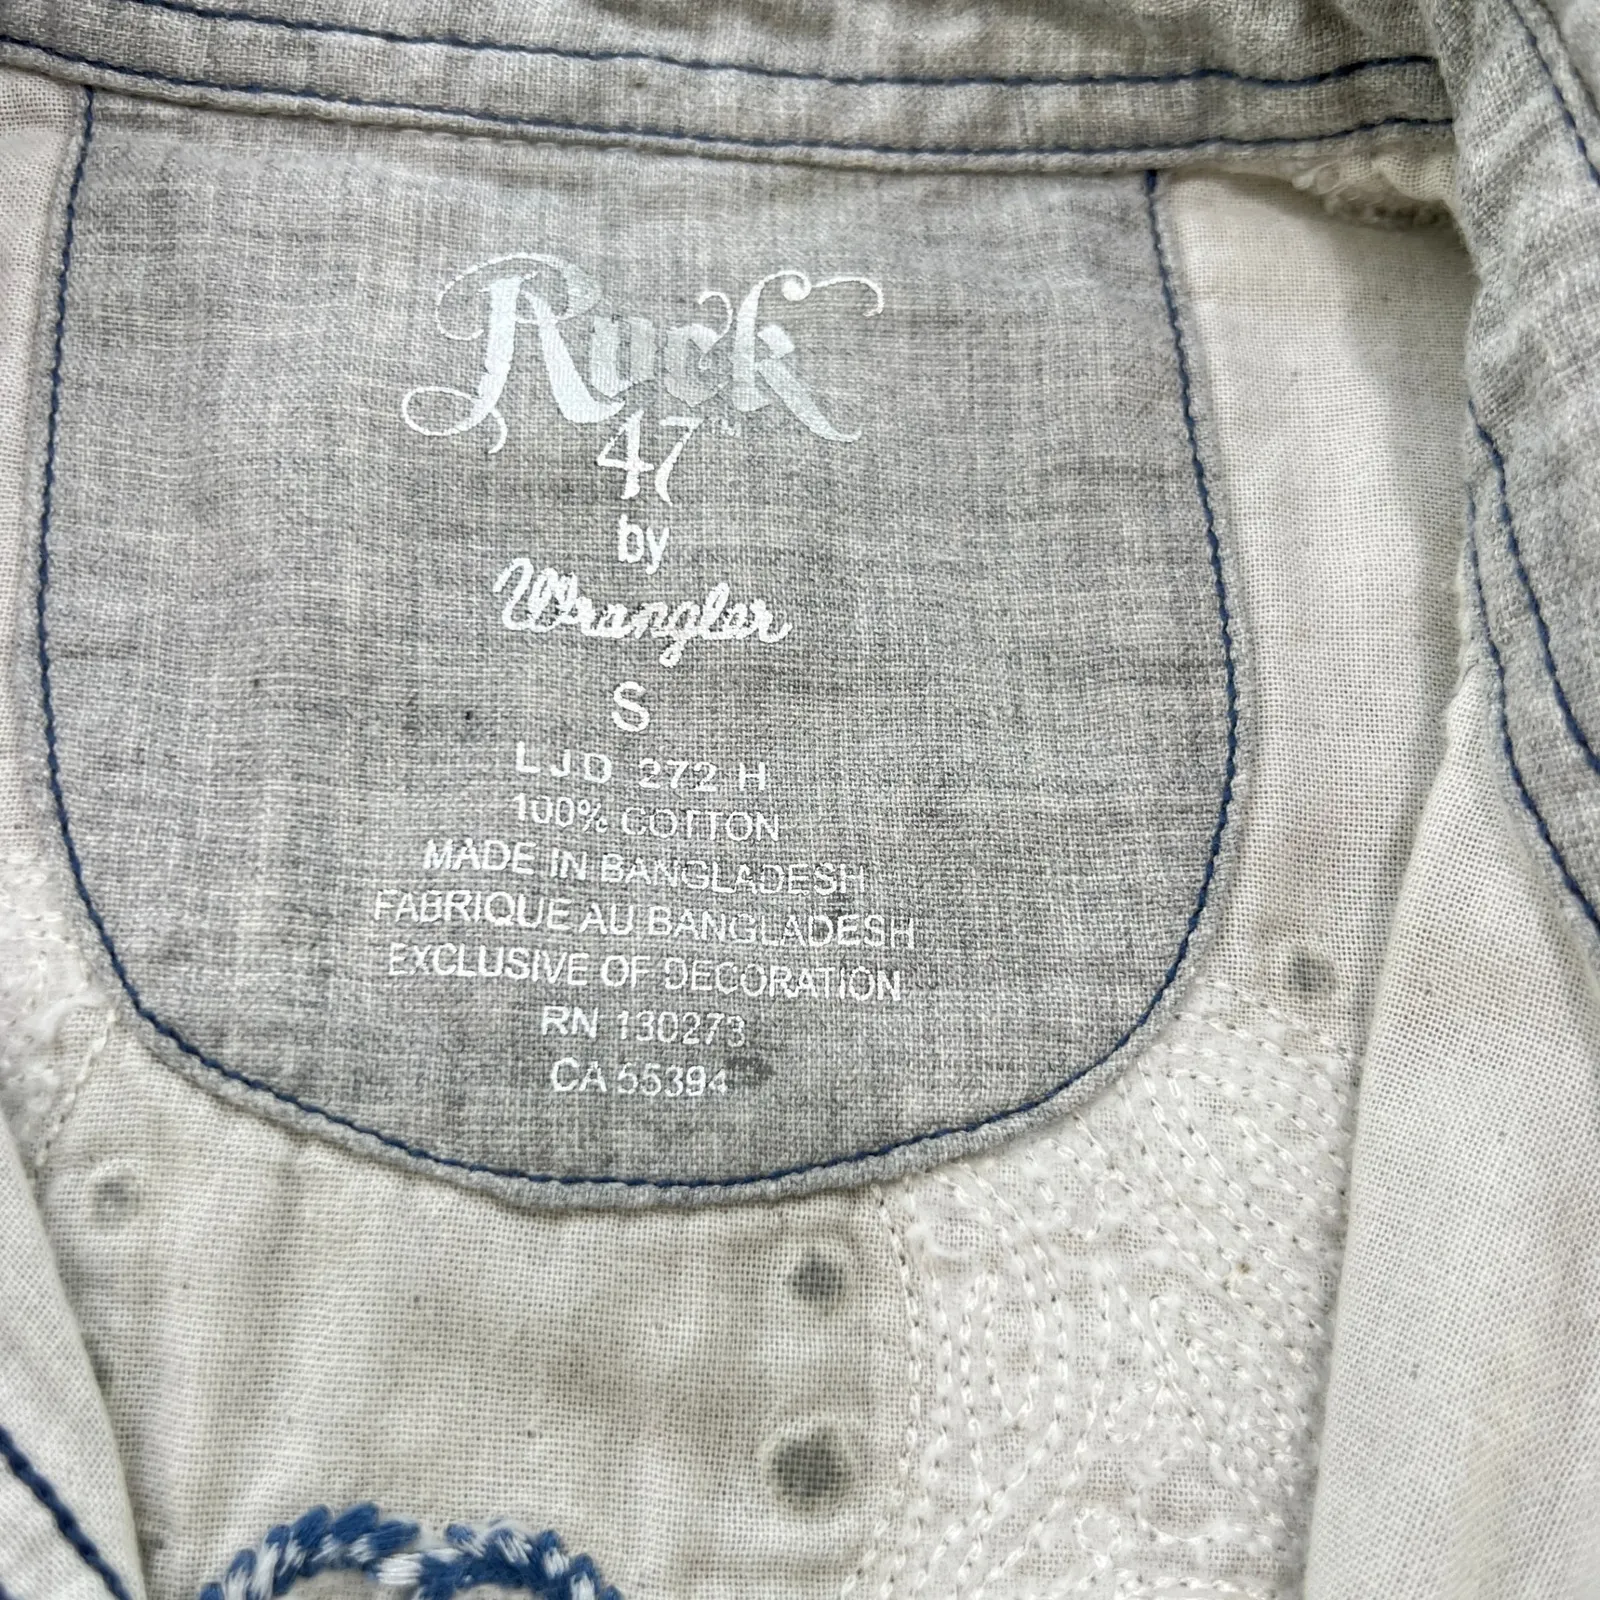 Rock
47™
by
Wrangler
S
LJD 272 H
100% COTTON
MADE IN BANGLADESH
FABRIQUE AU BANGLADESH
EXCLUSIVE OF DECORATION
RN 130273
CA 55394